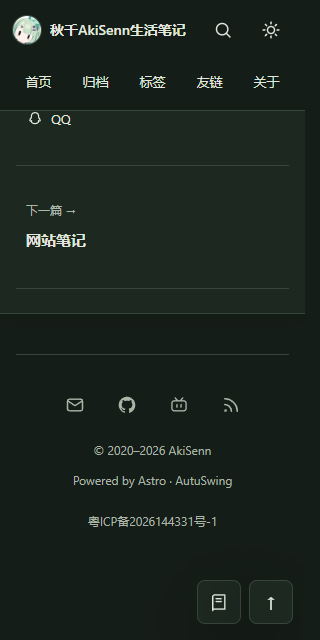 秋千AkiSenn生活笔记
首页 归档 标签 友链 关于
QQ
下一篇 →
网站笔记
© 2020–2026 AkiSenn
Powered by Astro · AutuSwing
粤ICP备2026144331号-1
↑